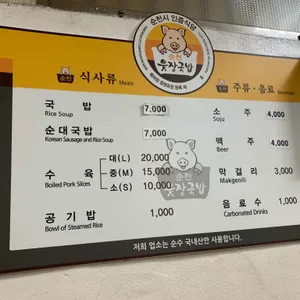 순천시 인증식당
순천
웃장국밥
순천 식사류 Meals
국 밥 7,000
Rice Soup
순대국밥 7,000
Korean Sausage and Rice Soup
수 육 대(L) 20,000
Boiled Pork Slices 중(M) 15,000
소(S) 10,000
공 기 밥 1,000
Bowl of Steamed Rice
순천
웃장국밥
주류·음료 Beverage
소 주 4,000
Soju
맥 주 4,000
Beer
막 걸 리 3,000
Makgeolli
음 료 수 1,000
Carbonated Drinks
저희 업소는 순수 국내산만 사용합니다.